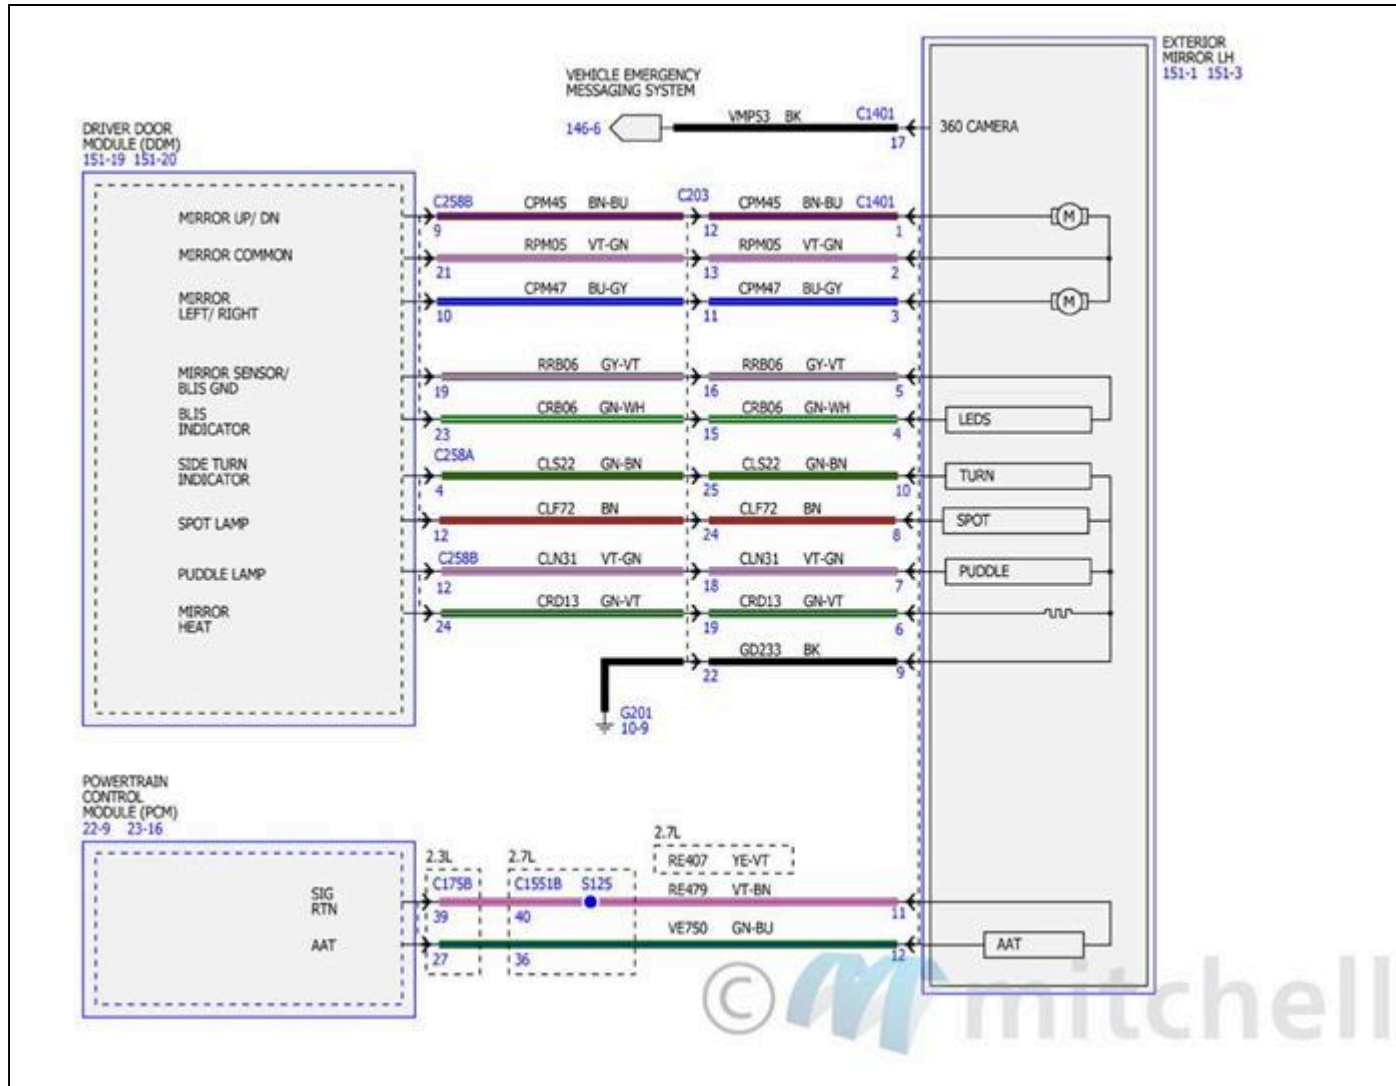 EXTERIOR
MIRROR LH
151-1 151-3
VEHICLE EMERGENCY
MESSAGING SYSTEM
146-6
VMP53 BK
C1401
17
360 CAMERA
DRIVER DOOR
MODULE (DDM)
151-19 151-20
MIRROR UP/ DN
C258B
9
CPM45 BN-BU
C203
12
CPM45 BN-BU
C1401
1
M
MIRROR COMMON
21
RPM05 VT-GN
13
RPM05 VT-GN
2
MIRROR
LEFT/ RIGHT
10
CPM47 BU-GY
11
CPM47 BU-GY
3
M
MIRROR SENSOR/
BLIS GND
19
RRB06 GY-VT
16
RRB06 GY-VT
5
BLIS
INDICATOR
23
CRB06 GN-WH
15
CRB06 GN-WH
4
LEDS
SIDE TURN
INDICATOR
C258A
4
CLS22 GN-BN
25
CLS22 GN-BN
10
TURN
SPOT LAMP
12
CLF72 BN
24
CLF72 BN
8
SPOT
PUDDLE LAMP
C258B
12
CLN31 VT-GN
18
CLN31 VT-GN
7
PUDDLE
MIRROR
HEAT
24
CRD13 GN-VT
19
CRD13 GN-VT
6
22
GD233 BK
9
G201
10-9
POWERTRAIN
CONTROL
MODULE (PCM)
22-9 23-16
2.3L
2.7L
2.7L
RE407 YE-VT
SIG
RTN
C175B
39
C1551B
40
S125
RE479 VT-BN
11
AAT
27
36
VE750 GN-BU
12
AAT
© mitchell